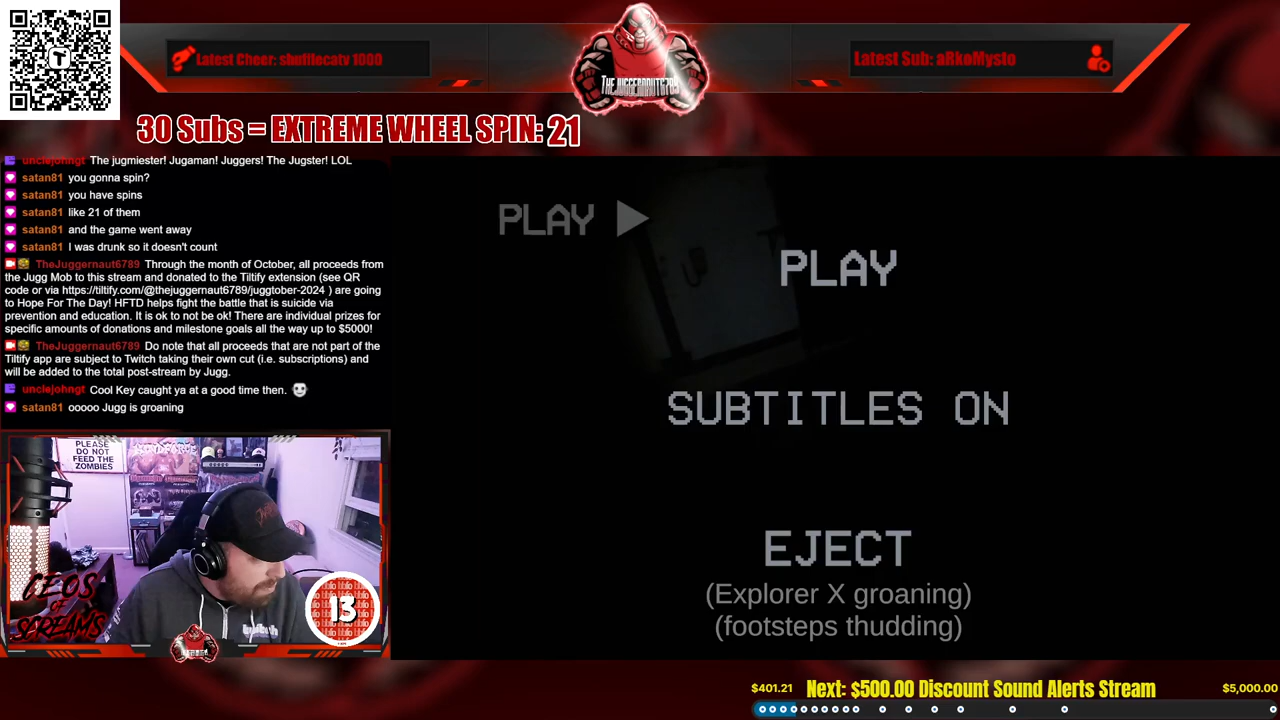 Latest Cheer: sbufflecatv 1000
Latest Sub: aRkoMysto
TheJuggernaut6789
30 Subs = EXTREME WHEEL SPIN: 21
unclejohngt The jugmiester! Jugaman! Juggers! The Jugster! LOL
satan81 you gonna spin?
satan81 you have spins
satan81 like 21 of them
satan81 and the game went away
satan81 I was drunk so it doesn't count
TheJuggernaut6789 Through the month of October, all proceeds from
the Jugg Mob to this stream and donated to the Tiltify extension (see QR
code or via https://tiltify.com/@thejuggernaut6789/juggtober-2024 ) are going
to Hope For The Day! HFTD helps fight the battle that is suicide via
prevention and education. It is ok to not be ok! There are individual prizes for
specific amounts of donations and milestone goals all the way up to $5000!
TheJuggernaut6789 Do note that all proceeds that are not part of the
Tiltify app are subject to Twitch taking their own cut (i.e. subscriptions) and
will be added to the total post-stream by Jugg.
unclejohngt Cool Key caught ya at a good time then.
satan81 ooooo Jugg is groaning
PLAY
PLAY
SUBTITLES ON
EJECT
(Explorer X groaning)
(footsteps thudding)
PLEASE
DO NOT
FEED THE
ZOMBIES
CEOS
OF
SCREAMS
13
$401.21
Next: $500.00 Discount Sound Alerts Stream
$5,000.00